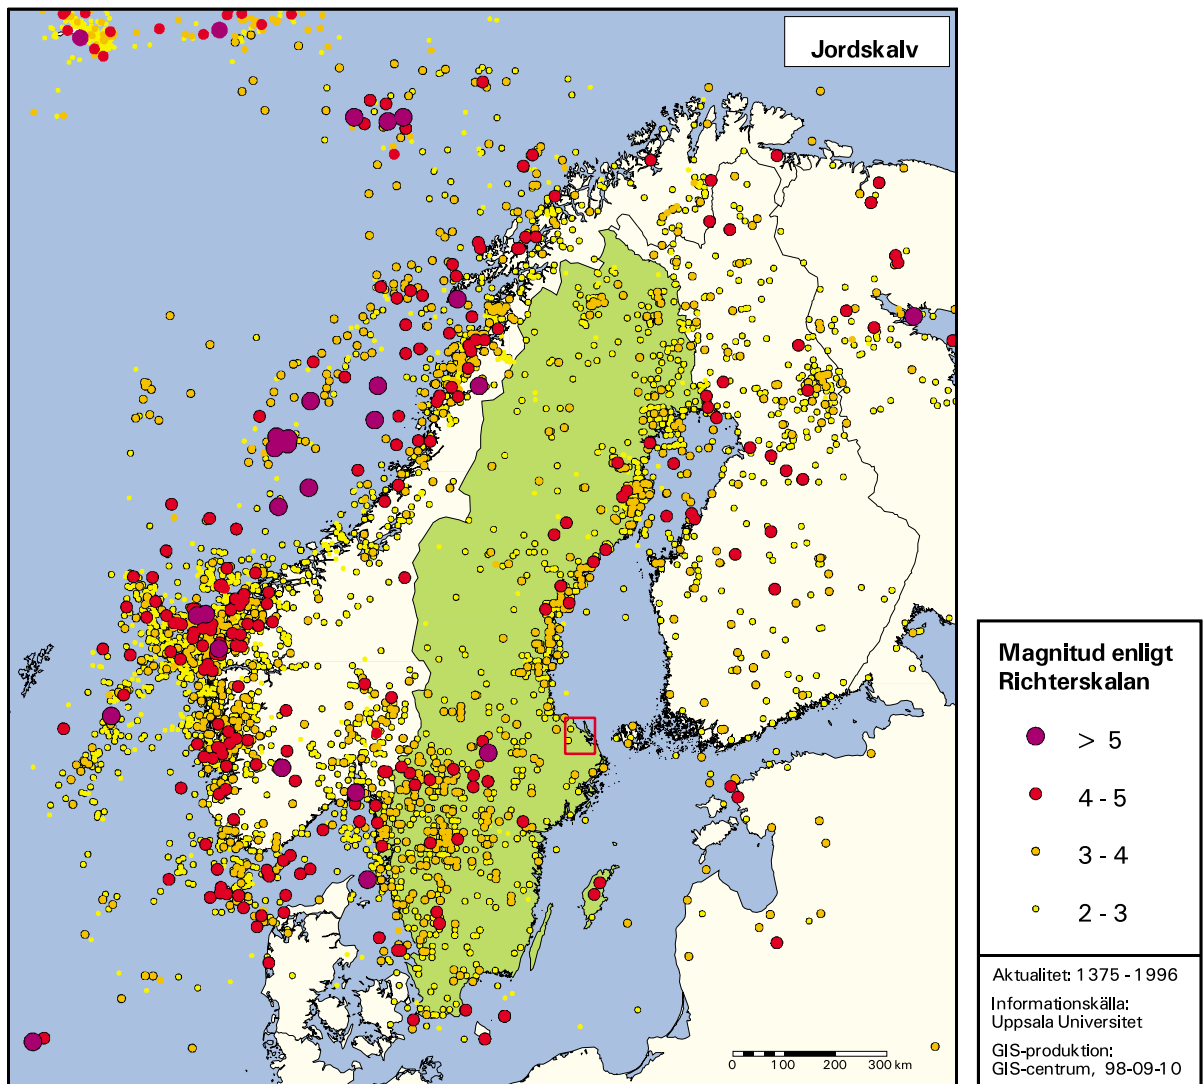 Jordskalv
Magnitud enligt
Richterskalan
> 5
4 - 5
3 - 4
2 - 3
Aktualitet: 1375 - 1996
Informationskälla:
Uppsala Universitet
GIS-produktion:
GIS-centrum, 98-09-10
0 100 200 300 km